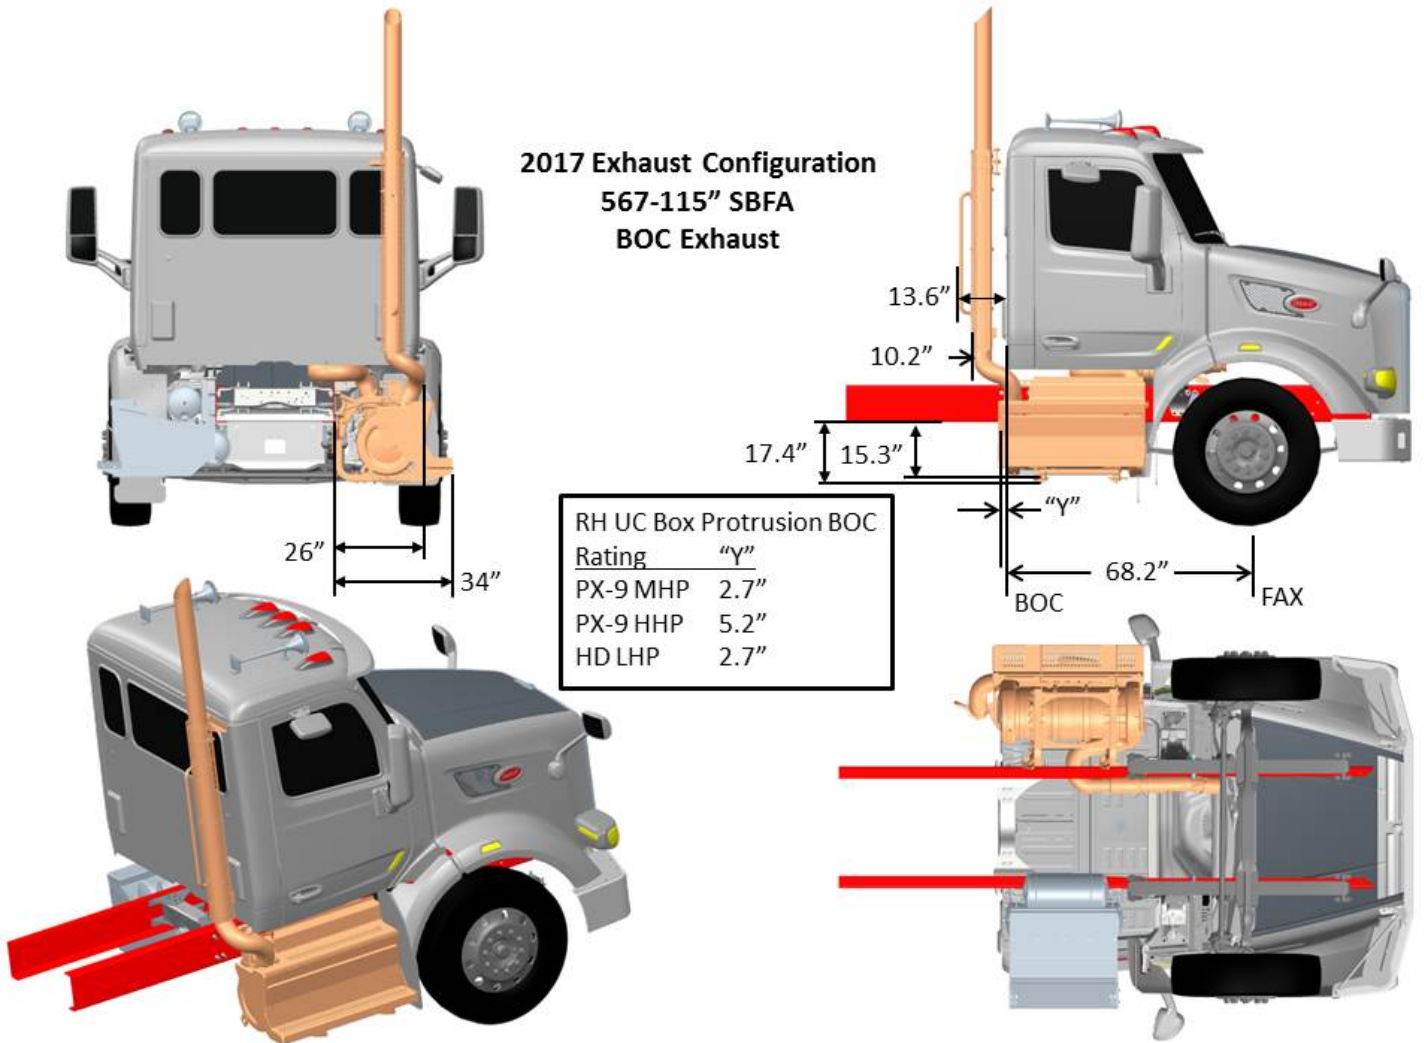 2017 Exhaust Configuration
567-115” SBFA
BOC Exhaust
13.6”
10.2”
17.4”
15.3”
“Y”
26”
34”
68.2”
BOC
FAX
RH UC Box Protrusion BOC
Rating “Y”
PX-9 MHP 2.7”
PX-9 HHP 5.2”
HD LHP 2.7”